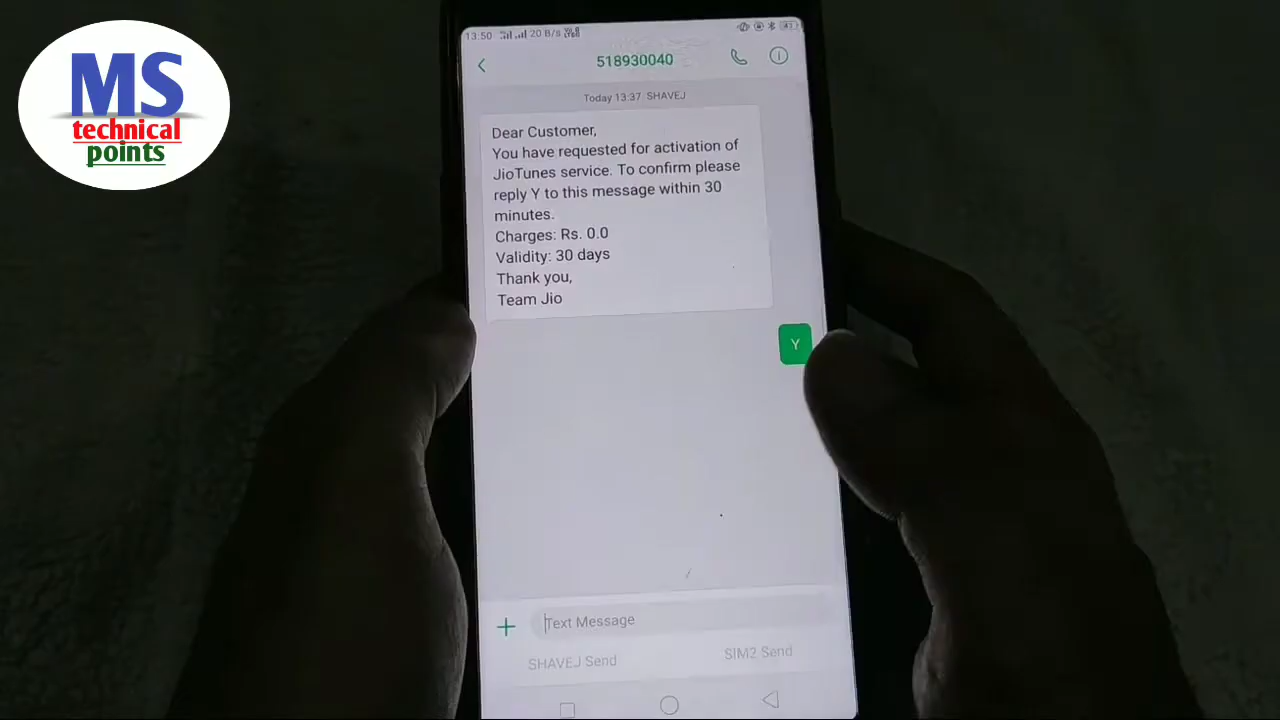 MS
technical
points
13:50
20 B/s
518930040
Today 13:37 SHAVEJ
Dear Customer,
You have requested for activation of
JioTunes service. To confirm please
reply Y to this message within 30
minutes.
Charges: Rs. 0.0
Validity: 30 days
Thank you,
Team Jio
Y
Text Message
SHAVEJ Send
SIM2 Send